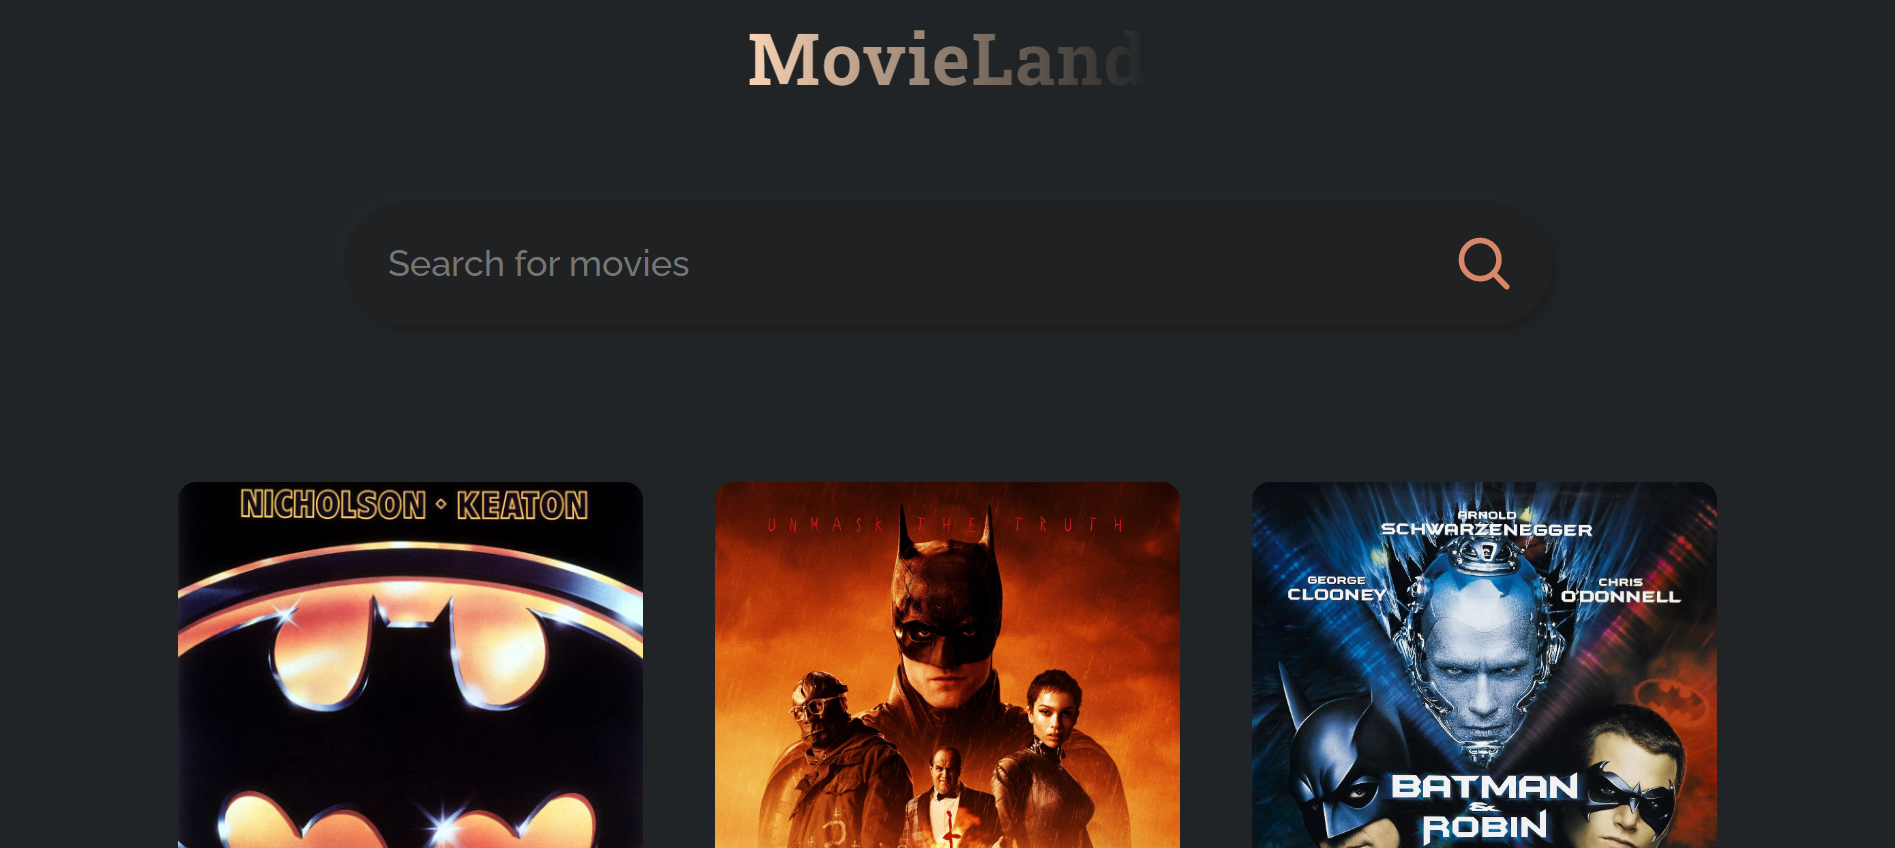 MovieLand
Search for movies
NICHOLSON · KEATON
UNMASK THE TRUTH
ARNOLD
SCHWARZENEGGER
GEORGE
CLOONEY
CHRIS
O'DONNELL
BATMAN
&
ROBIN